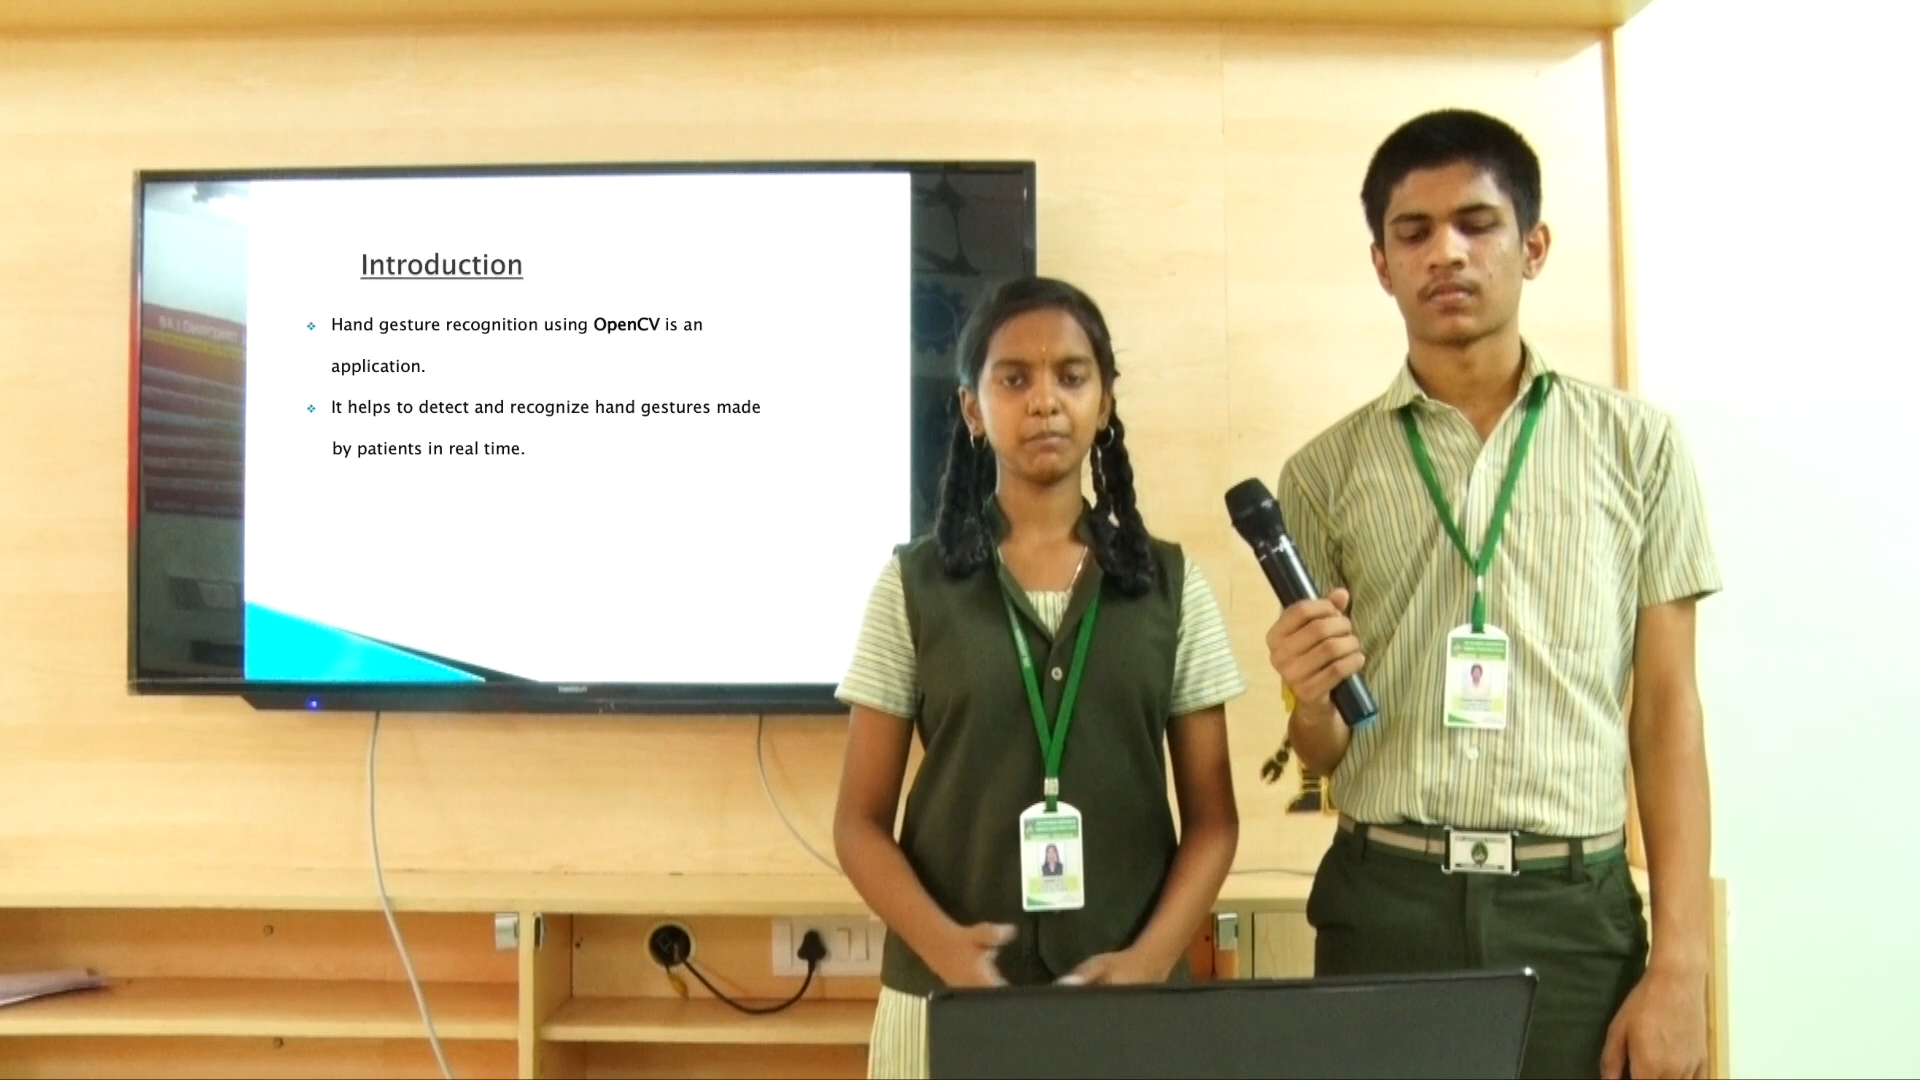 Introduction
Hand gesture recognition using OpenCV is an
application.
It helps to detect and recognize hand gestures made
by patients in real time.